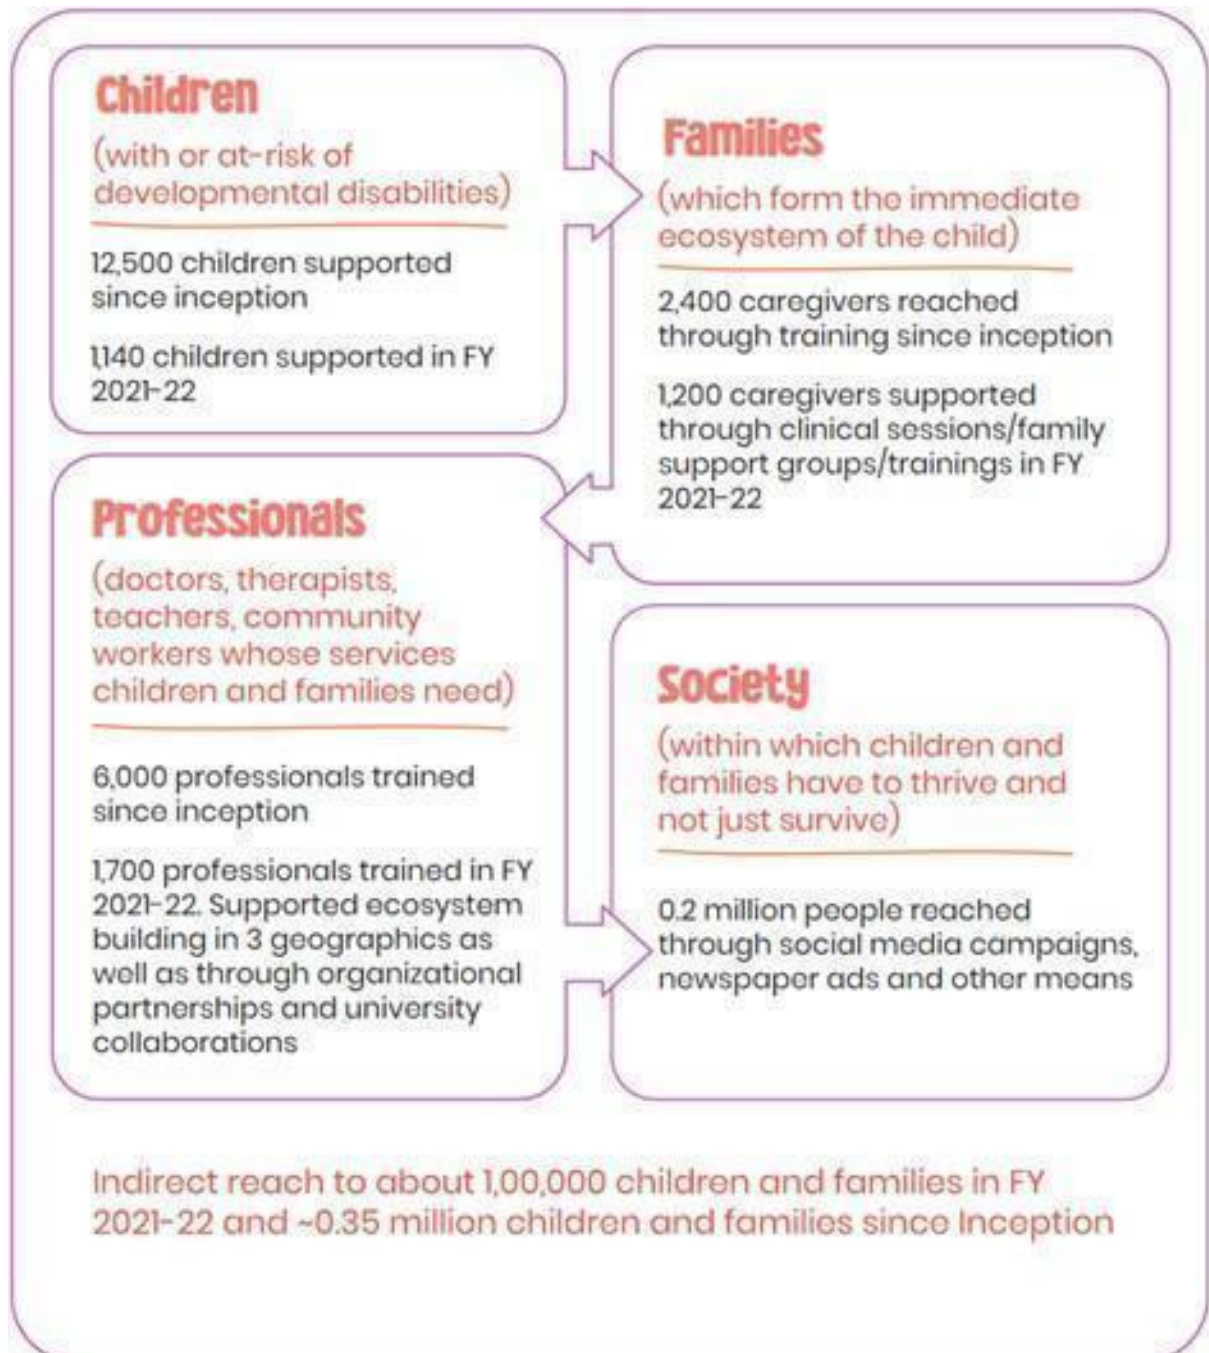 Children
(with or at-risk of
developmental disabilities)
12,500 children supported
since inception
1,140 children supported in FY
2021-22
Families
(which form the immediate
ecosystem of the child)
2,400 caregivers reached
through training since inception
1,200 caregivers supported
through clinical sessions/family
support groups/trainings in FY
2021-22
Professionals
(doctors, therapists,
teachers, community
workers whose services
children and families need)
6,000 professionals trained
since inception
1,700 professionals trained in FY
2021-22. Supported ecosystem
building in 3 geographics as
well as through organizational
partnerships and university
collaborations
Society
(within which children and
families have to thrive and
not just survive)
0.2 million people reached
through social media campaigns,
newspaper ads and other means
Indirect reach to about 1,00,000 children and families in FY
2021-22 and ~0.35 million children and families since Inception